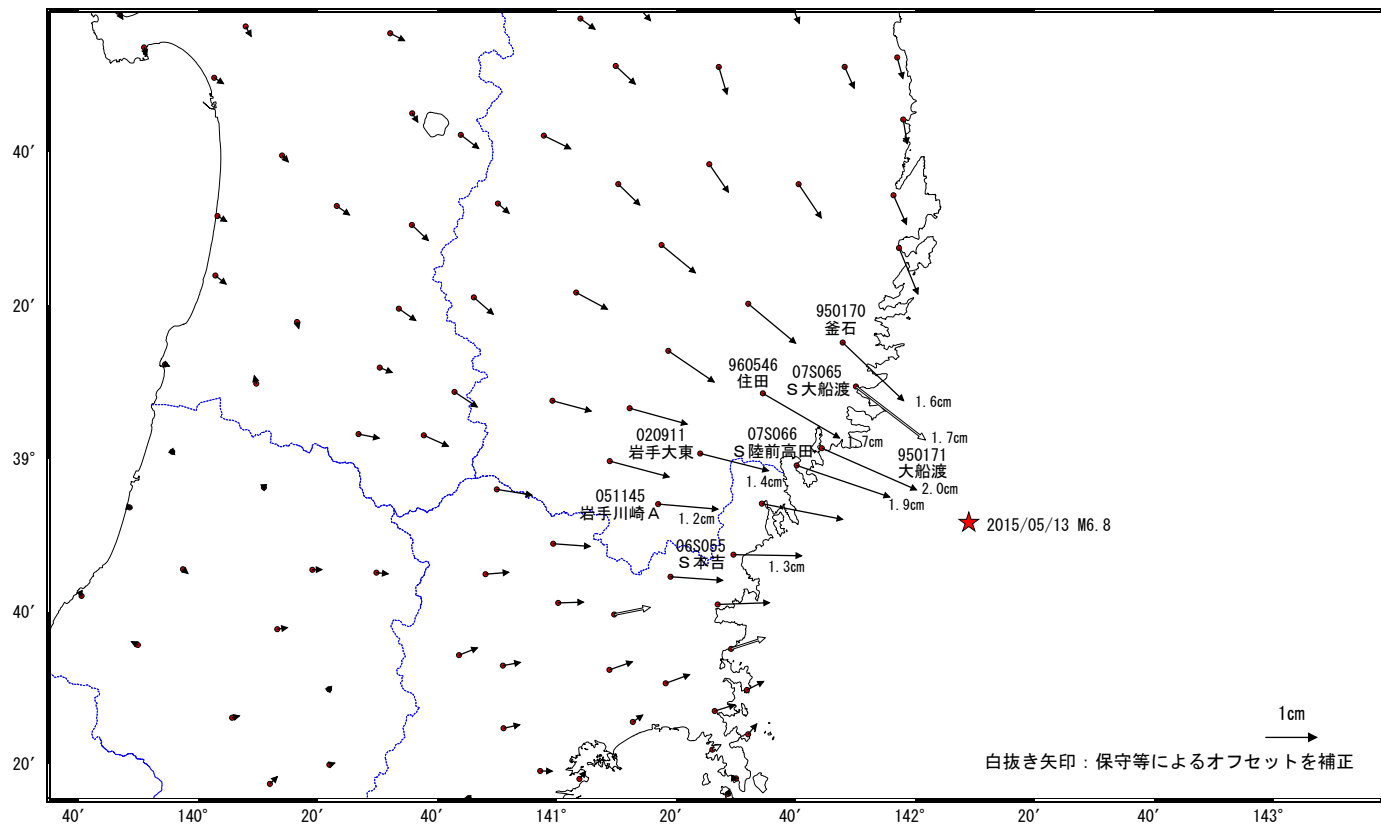 40′
20′
39°
40′
20′
950170
釜石
960546
住田
07S065
S大船渡
1.6cm
1.7cm
7cm
020911
岩手大東
07S066
S陸前高田
950171
大船渡
2.0cm
1.9cm
1.4cm
051145
岩手川崎A
1.2cm
06S055
S本吉
1.3cm
2015/05/13 M6.8
1cm
白抜き矢印:保守等によるオフセットを補正
40′
140°
20′
40′
141°
20′
40′
142°
20′
40′
143°